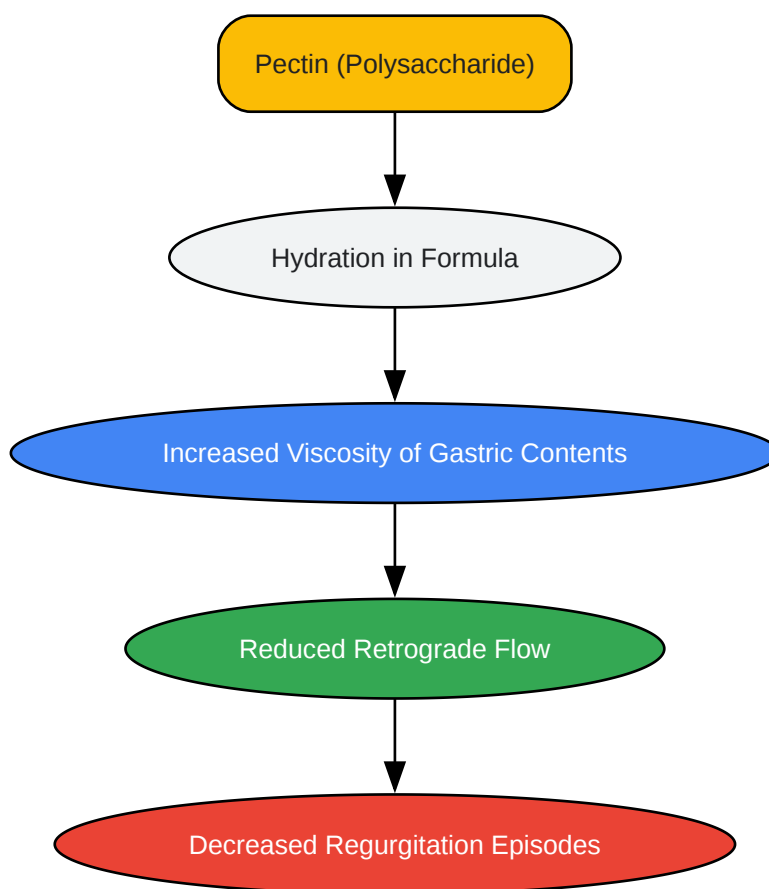 Pectin (Polysaccharide)
Hydration in Formula
Increased Viscosity of Gastric Contents
Reduced Retrograde Flow
Decreased Regurgitation Episodes